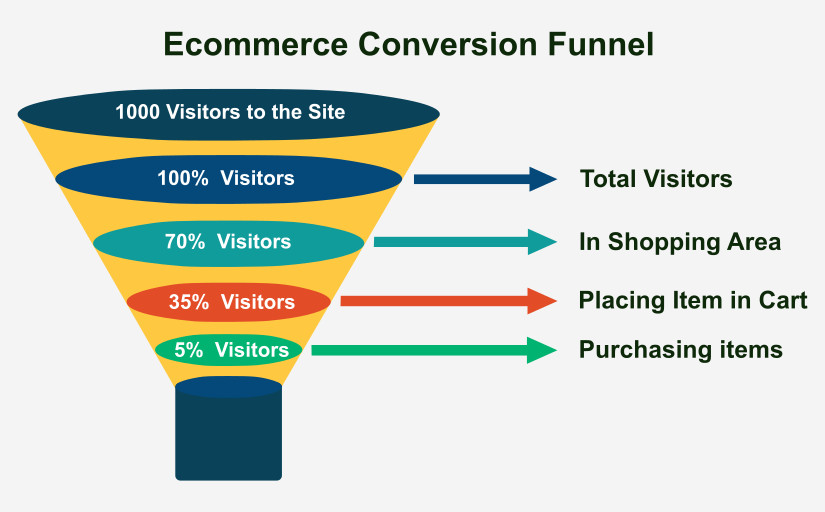 Ecommerce Conversion Funnel
1000 Visitors to the Site
100% Visitors
Total Visitors
70% Visitors
In Shopping Area
35% Visitors
Placing Item in Cart
5% Visitors
Purchasing items